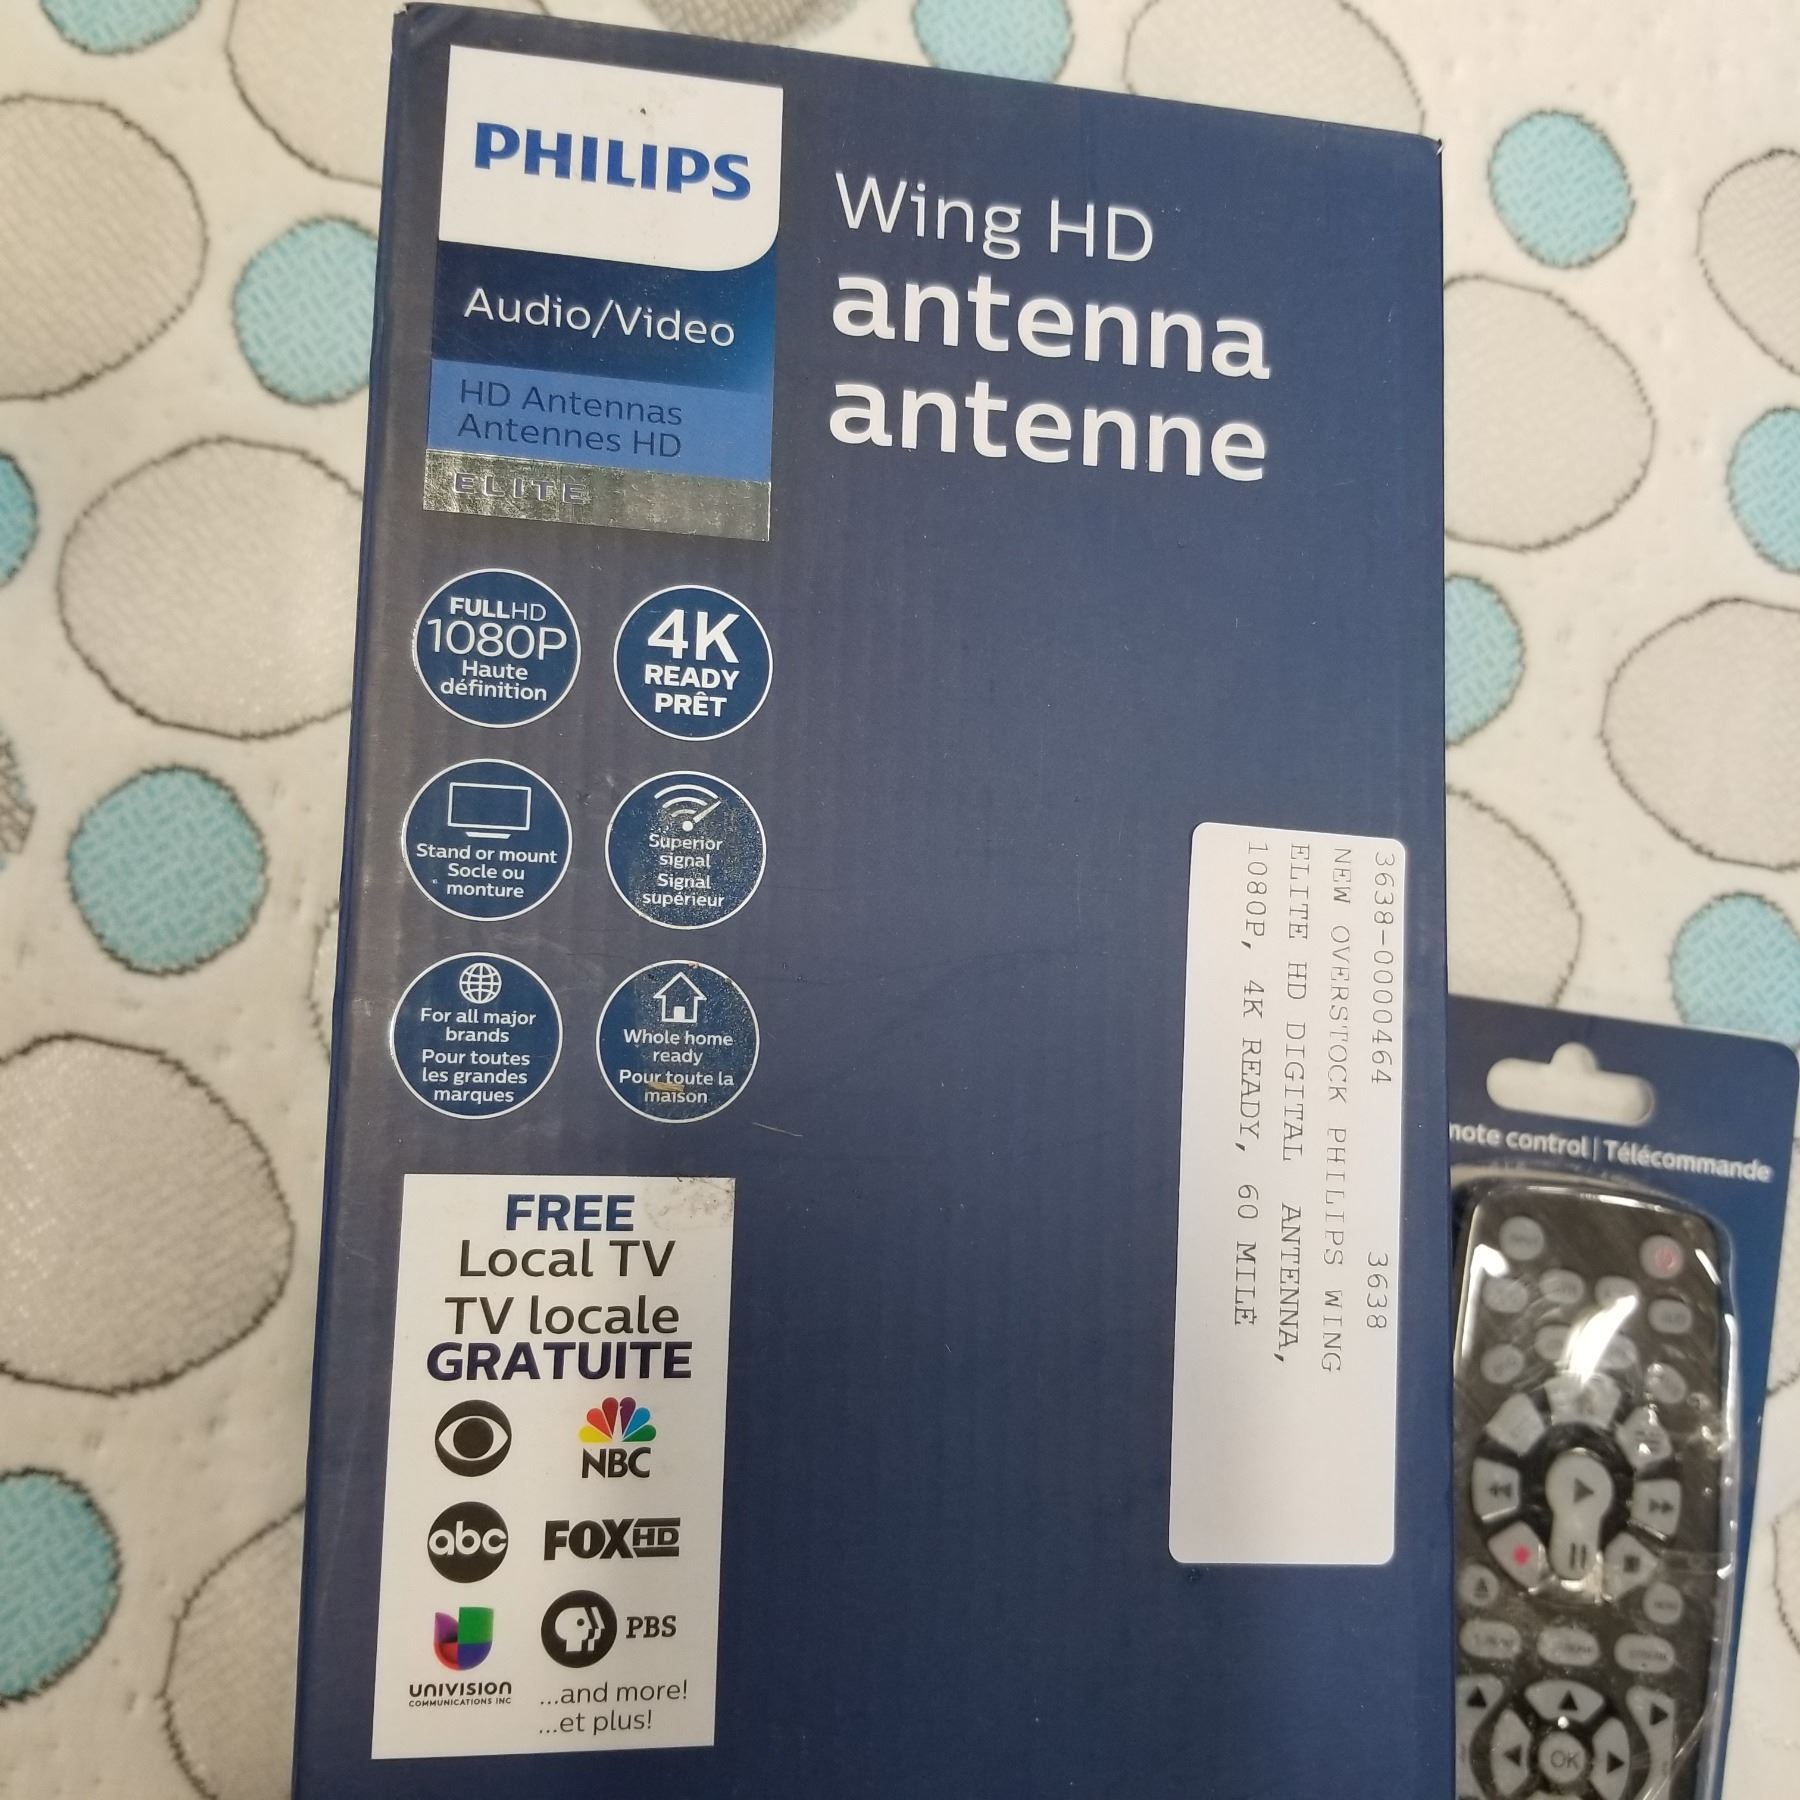 PHILIPS
Audio/Video
HD Antennas
Antennes HD
ELITE
Wing HD
antenna
antenne
FULLHD
1080P
Haute
définition
4K
READY
PRÊT
Stand or mount
Socle ou
monture
Superior
signal
Signal
supérieur
For all major
brands
Pour toutes
les grandes
marques
Whole home
ready
Pour toute la
maison
FREE
Local TV
TV locale
GRATUITE
NBC
abc
FOXHD
UNIVISION
COMMUNICATIONS INC
PBS
...and more!
...et plus!
3638-0000464 3638
NEW OVERSTOCK PHILIPS WING
ELITE HD DIGITAL ANTENNA,
1080P, 4K READY, 60 MILE
control | Télécommande
OK